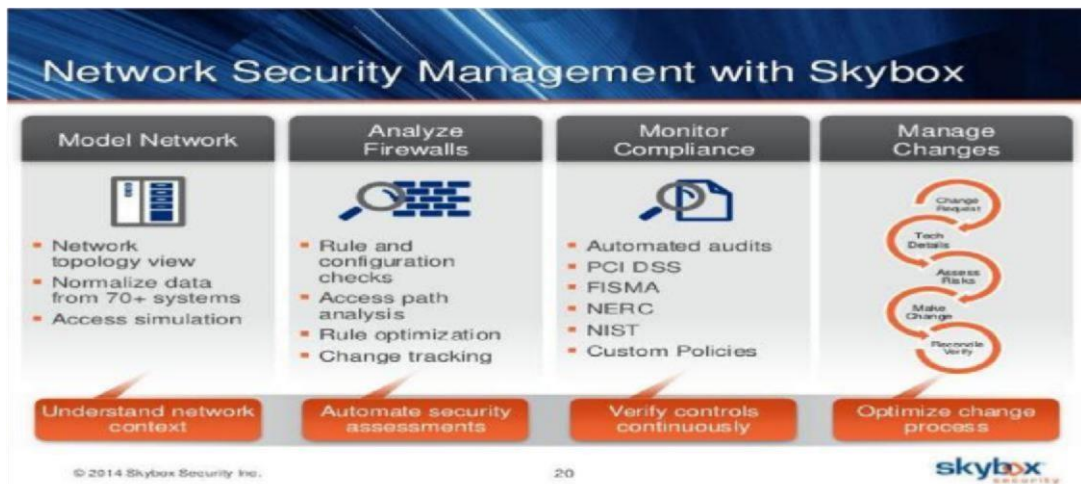 Network Security Management with Skybox
Model Network
Network
topology view
Normalize data
from 70+ systems
Access simulation
Understand network
context
Analyze
Firewalls
Rule and
configuration
checks
Access path
analysis
Rule optimization
Change tracking
Automate security
assessments
Monitor
Compliance
Automated audits
PCI DSS
FISMA
NERC
NIST
Custom Policies
Verify controls
continuously
Manage
Changes
Change
Request
Tech
Details
Assess
Risks
Make
Change
Reconcile
Verify
Optimize change
process
© 2014 Skybox Security Inc.
20
skybox
security